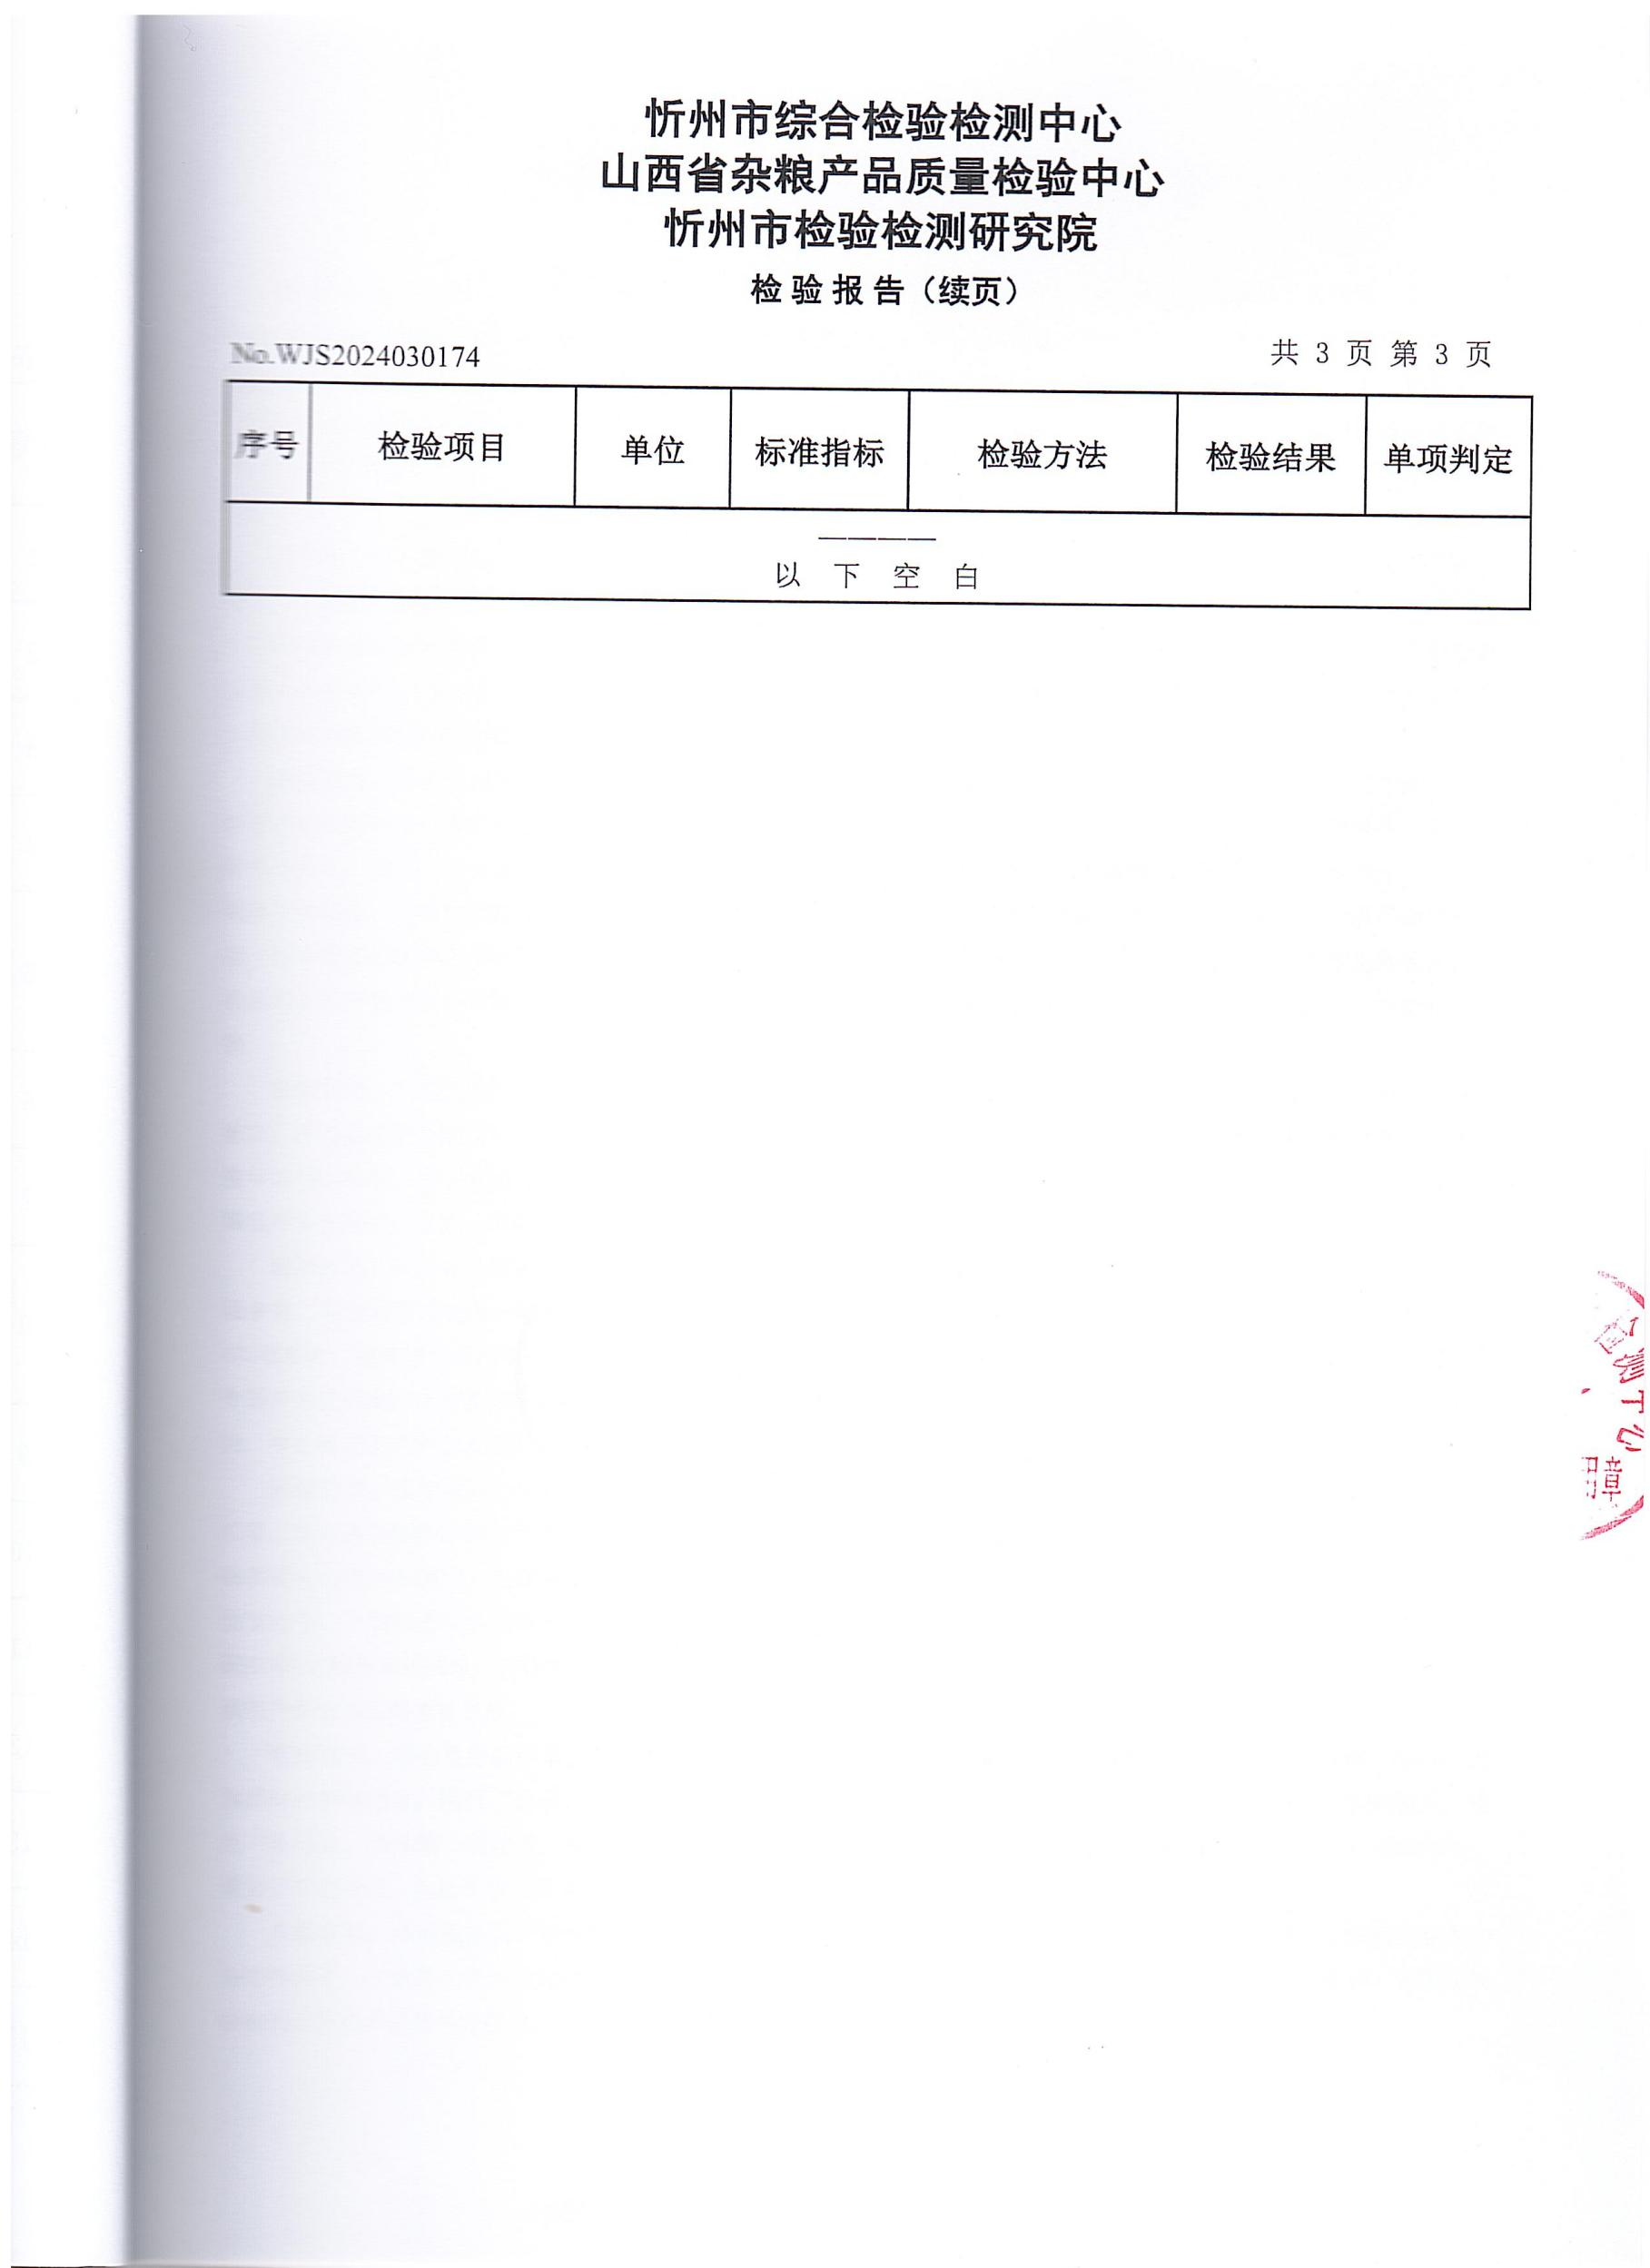 忻州市综合检验检测中心
山西省杂粮产品质量检验中心
忻州市检验检测研究院
检验报告（续页）
No.WJS2024030174 共 3 页 第 3 页
序号 检验项目 单位 标准指标 检验方法 检验结果 单项判定
————
以 下 空 白
测
心
章